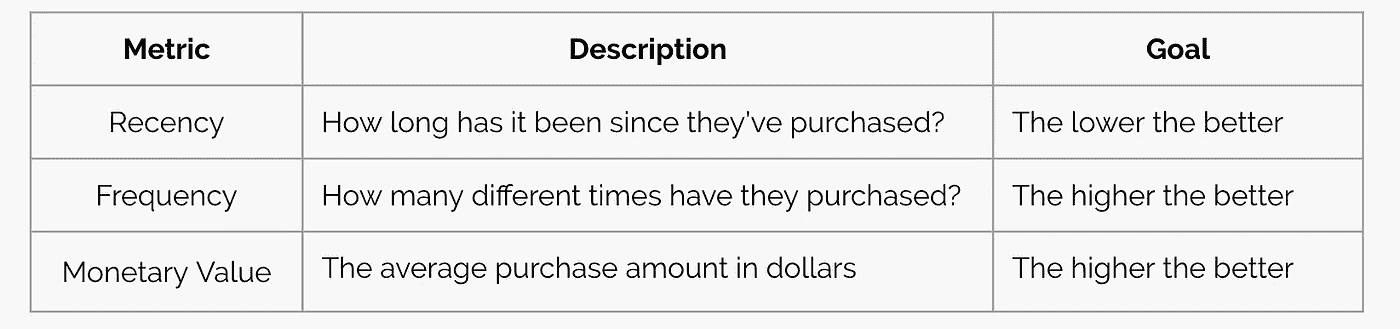 Metric Description Goal
Recency How long has it been since they've purchased? The lower the better
Frequency How many different times have they purchased? The higher the better
Monetary Value The average purchase amount in dollars The higher the better